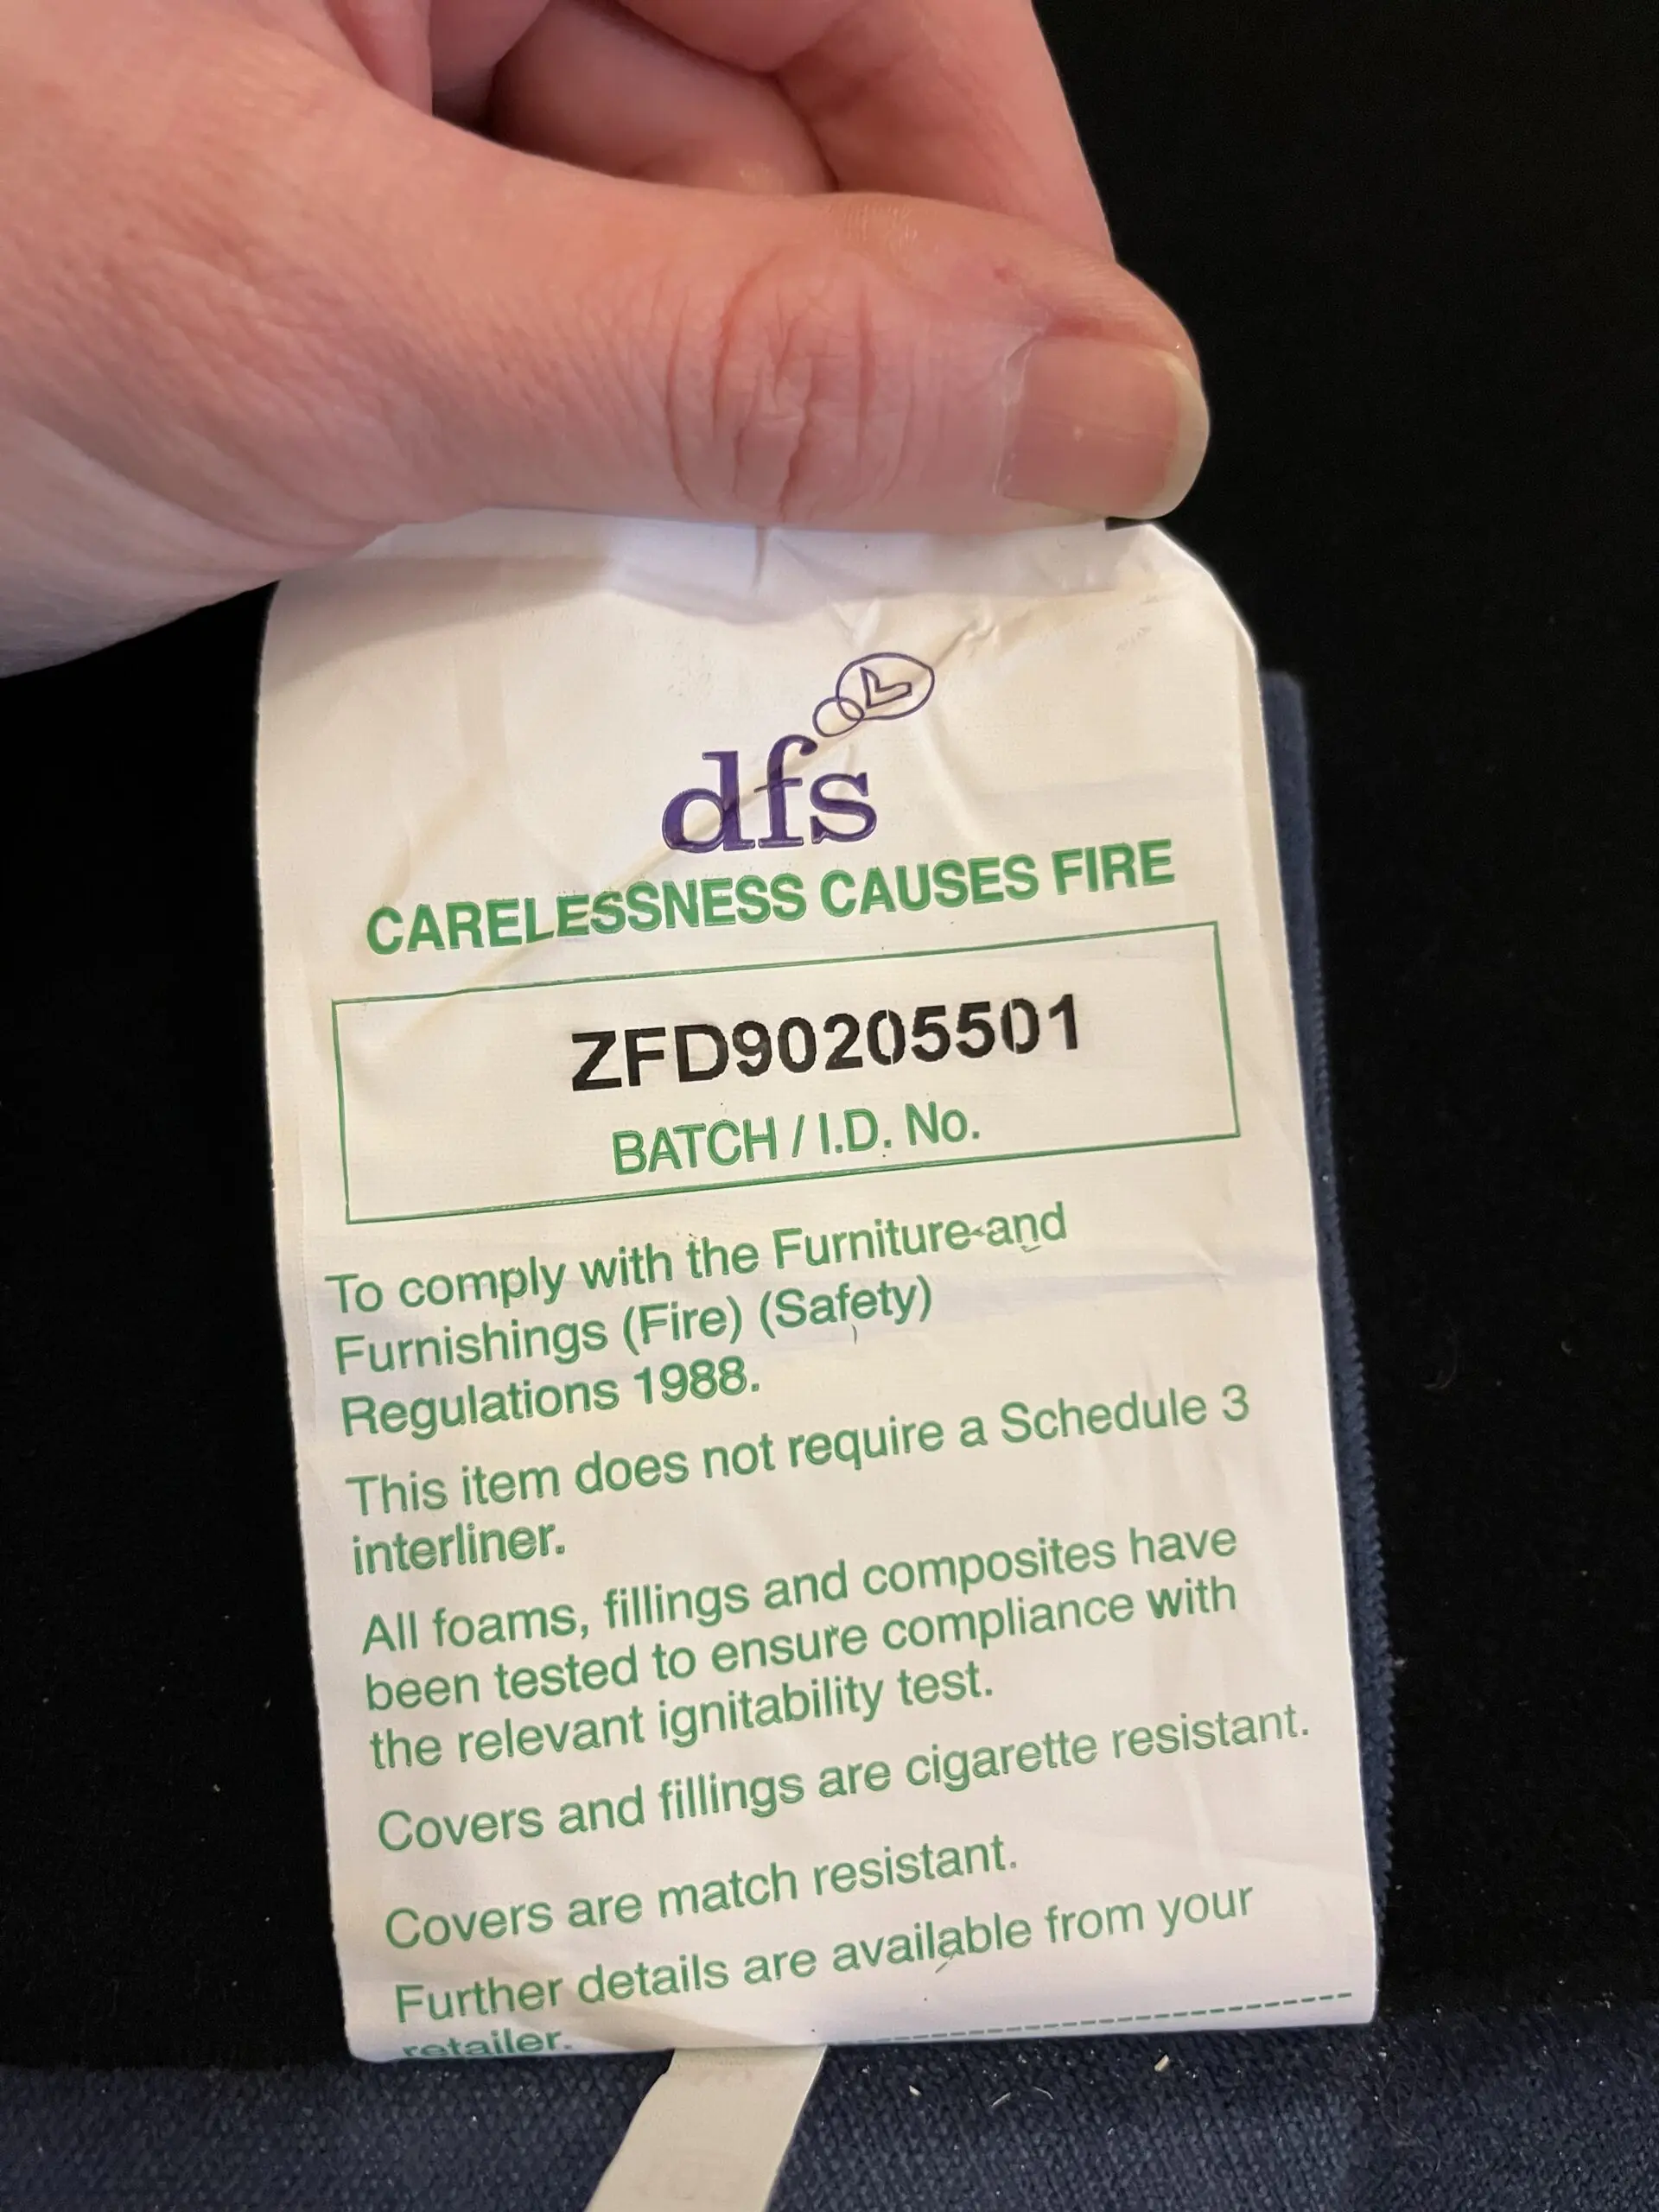 dfs
CARELESSNESS CAUSES FIRE
ZFD90205501
BATCH / I.D. No.
To comply with the Furniture and
Furnishings (Fire) (Safety)
Regulations 1988.
This item does not require a Schedule 3
interliner.
All foams, fillings and composites have
been tested to ensure compliance with
the relevant ignitability test.
Covers and fillings are cigarette resistant.
Covers are match resistant.
Further details are available from your
retailer.